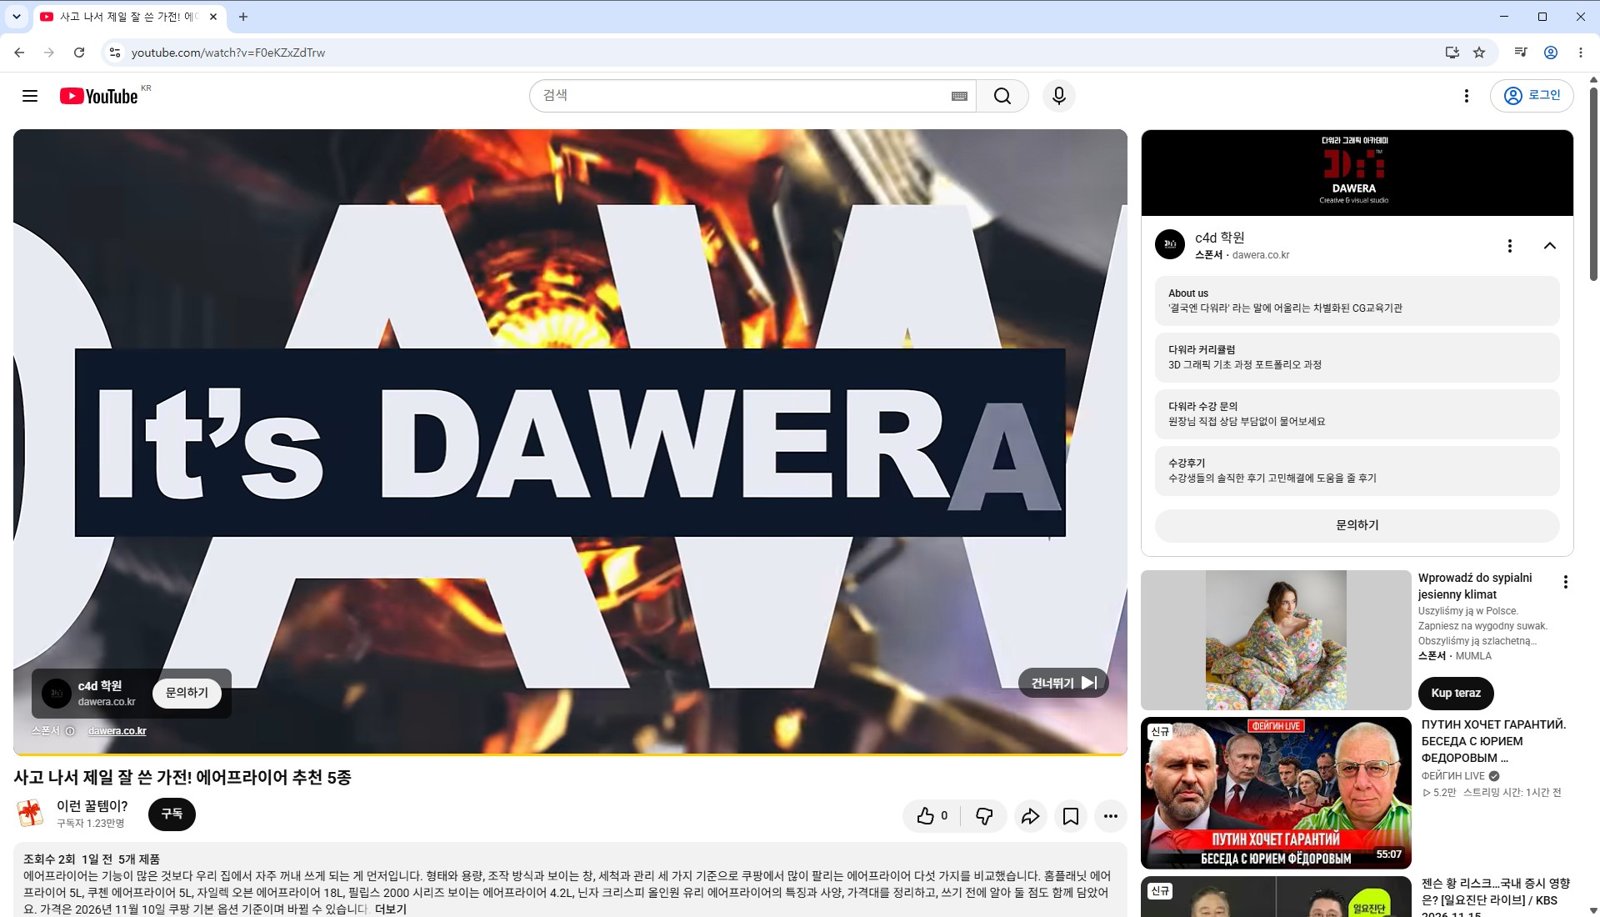 사고 나서 제일 잘 쓴 가전! 에어
youtube.com/watch?v=F0eKZxZdTrw
YouTube KR
검색
로그인
It's DAWERA
c4d 학원
dawera.co.kr
문의하기
스폰서
dawera.co.kr
건너뛰기
사고 나서 제일 잘 쓴 가전! 에어프라이어 추천 5종
이런 꿀템이?
구독자 1.23만명
구독
0
조회수 2회 1일 전 5개 제품
에어프라이어는 기능이 많은 것보다 우리 집에서 자주 꺼내 쓰게 되는 게 먼저입니다. 형태와 용량, 조작 방식과 보이는 창, 세척과 관리 세 가지 기준으로 쿠팡에서 많이 팔리는 에어프라이어 다섯 가지를 비교했습니다. 홈플래닛 에어
프라이어 5L, 쿠첸 에어프라이어 5L, 자일렉 오븐 에어프라이어 18L, 필립스 2000 시리즈 보이는 에어프라이어 4.2L, 닌자 크리스피 올인원 유리 에어프라이어의 특징과 사양, 가격대를 정리하고, 쓰기 전에 알아 둘 점도 함께 담았어
요. 가격은 2026년 11월 10일 쿠팡 기본 옵션 기준이며 바뀔 수 있습니다. 더보기
다워라 그래픽 아카데미
DAWERA
Creative & visual studio
c4d 학원
스폰서 · dawera.co.kr
About us
'결국엔 다워라' 라는 말에 어울리는 차별화된 CG교육기관
다워라 커리큘럼
3D 그래픽 기초 과정 포트폴리오 과정
다워라 수강 문의
원장님 직접 상담 부담없이 물어보세요
수강후기
수강생들의 솔직한 후기 고민해결에 도움을 줄 후기
문의하기
Wprowadź do sypialni
jesienny klimat
Uszyliśmy ją w Polsce.
Zapniesz na wygodny suwak.
Obszyliśmy ją szlachetną...
스폰서 · MUMLA
Kup teraz
신규
ФЕЙГИН LIVE
ПУТИН ХОЧЕТ ГАРАНТИЙ
БЕСЕДА С ЮРИЕМ ФЁДОРОВЫМ
55:07
ПУТИН ХОЧЕТ ГАРАНТИЙ.
БЕСЕДА С ЮРИЕМ
ФЕДОРОВЫМ ...
ФЕЙГИН LIVE
5.2만 스트리밍 시간: 1시간 전
신규
일요진단
젠슨 황 리스크...국내 증시 영향
은? [일요진단 라이브] / KBS
2026.11.15.